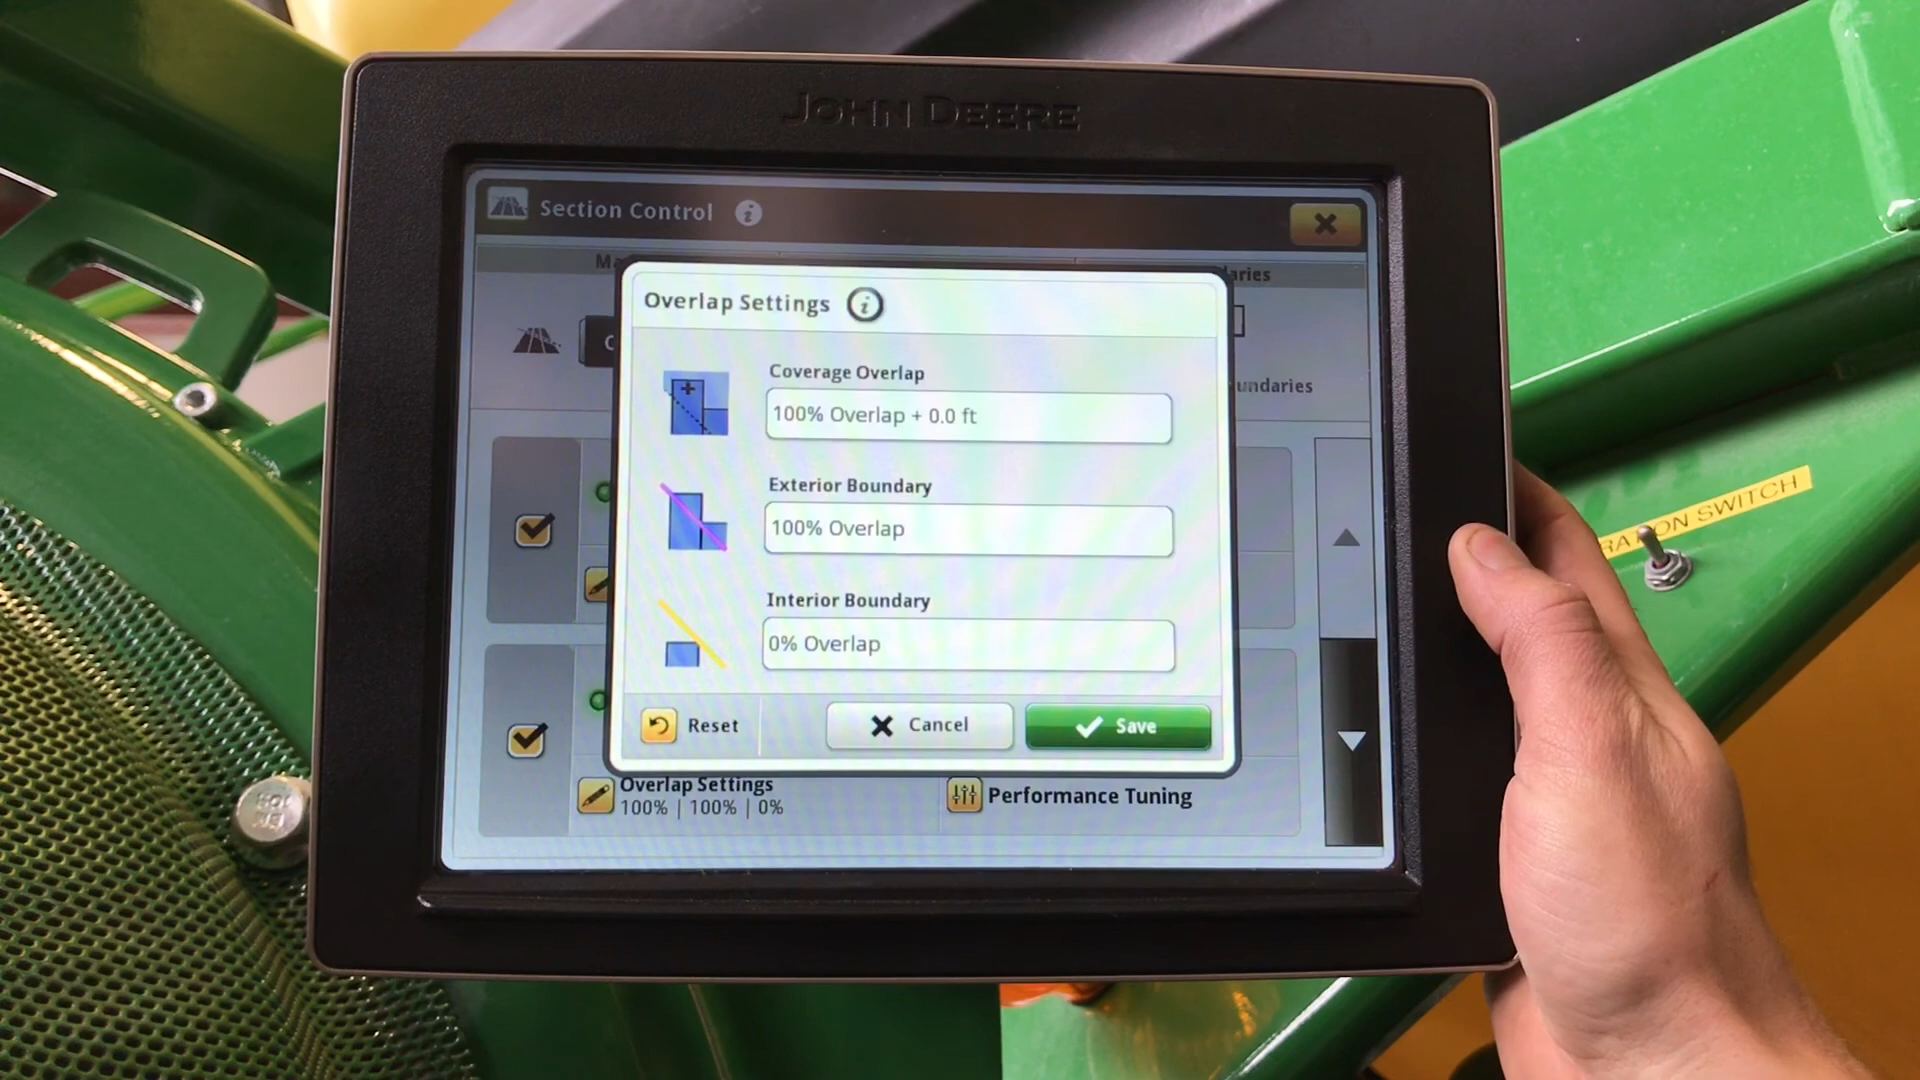 JOHN DEERE
Section Control
Overlap Settings
Coverage Overlap
100% Overlap + 0.0 ft
Exterior Boundary
100% Overlap
Interior Boundary
0% Overlap
Reset
Cancel
Save
Overlap Settings
100% | 100% | 0%
Performance Tuning
SWITCH